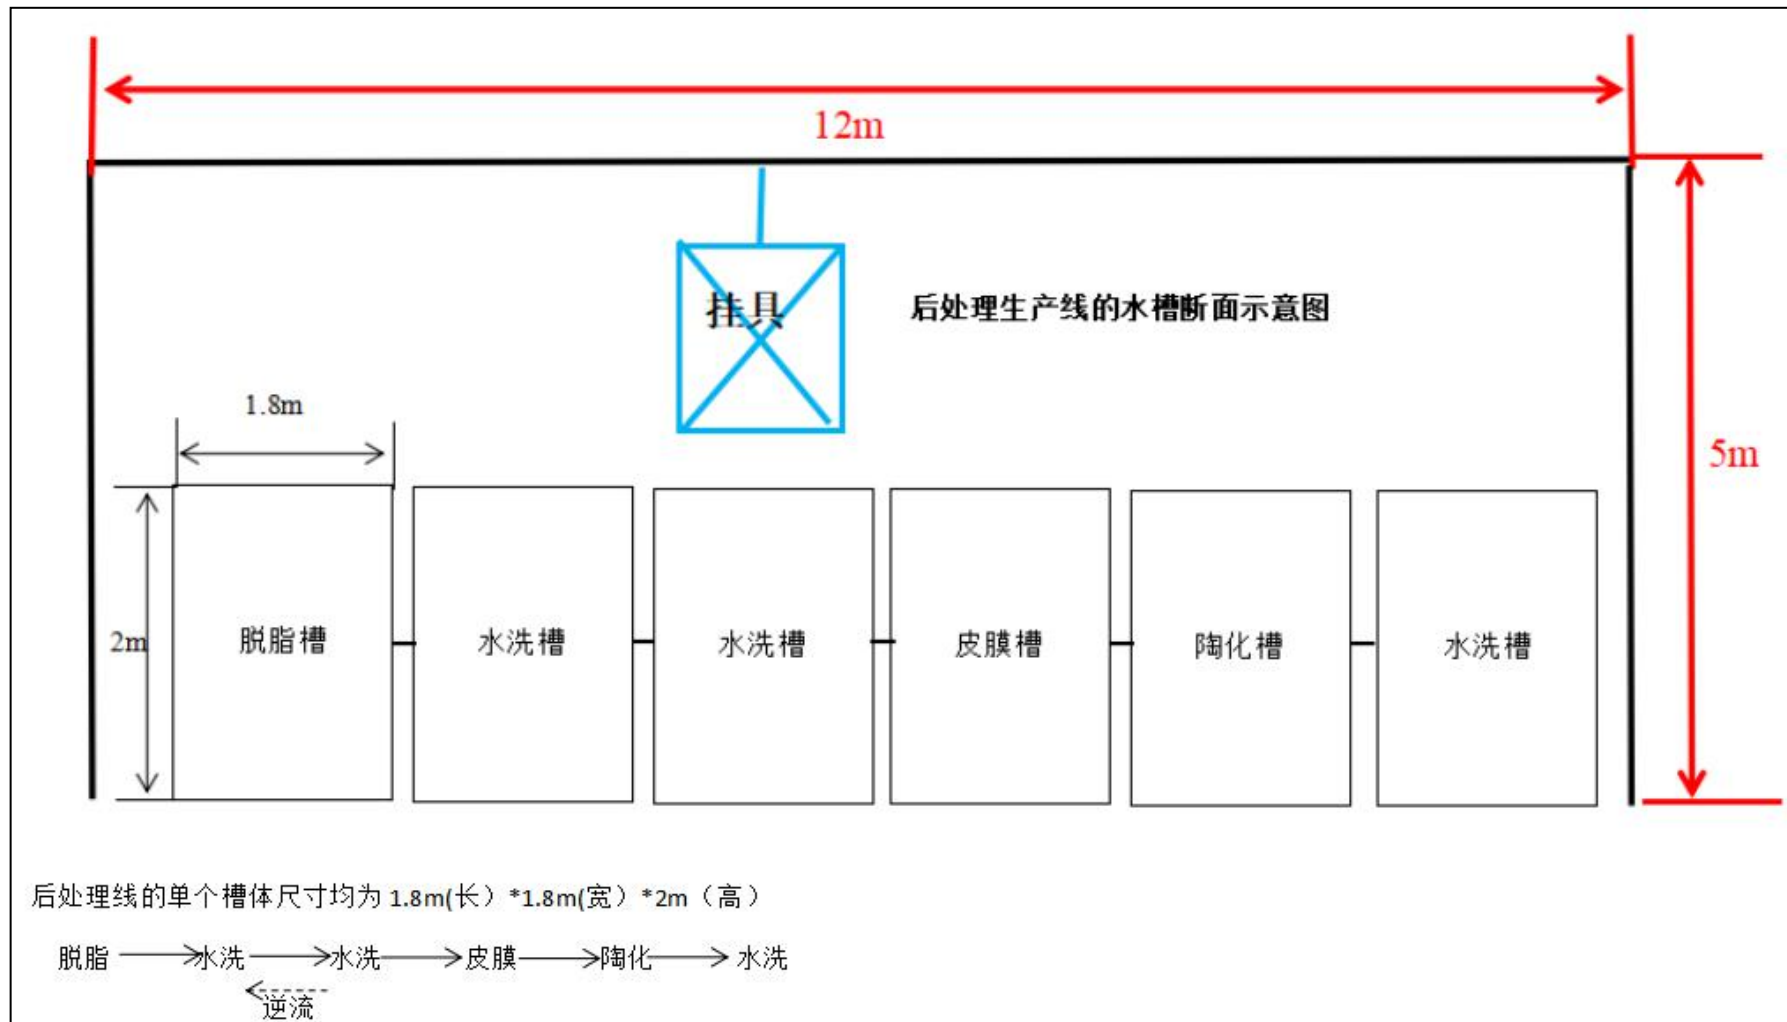 12m
挂具
后处理生产线的水槽断面示意图
1.8m
5m
2m
脱脂槽
水洗槽
水洗槽
皮膜槽
陶化槽
水洗槽
后处理线的单个槽体尺寸均为 1.8m(长）*1.8m(宽）*2m（高）
脱脂 水洗 水洗 皮膜 陶化 水洗
逆流